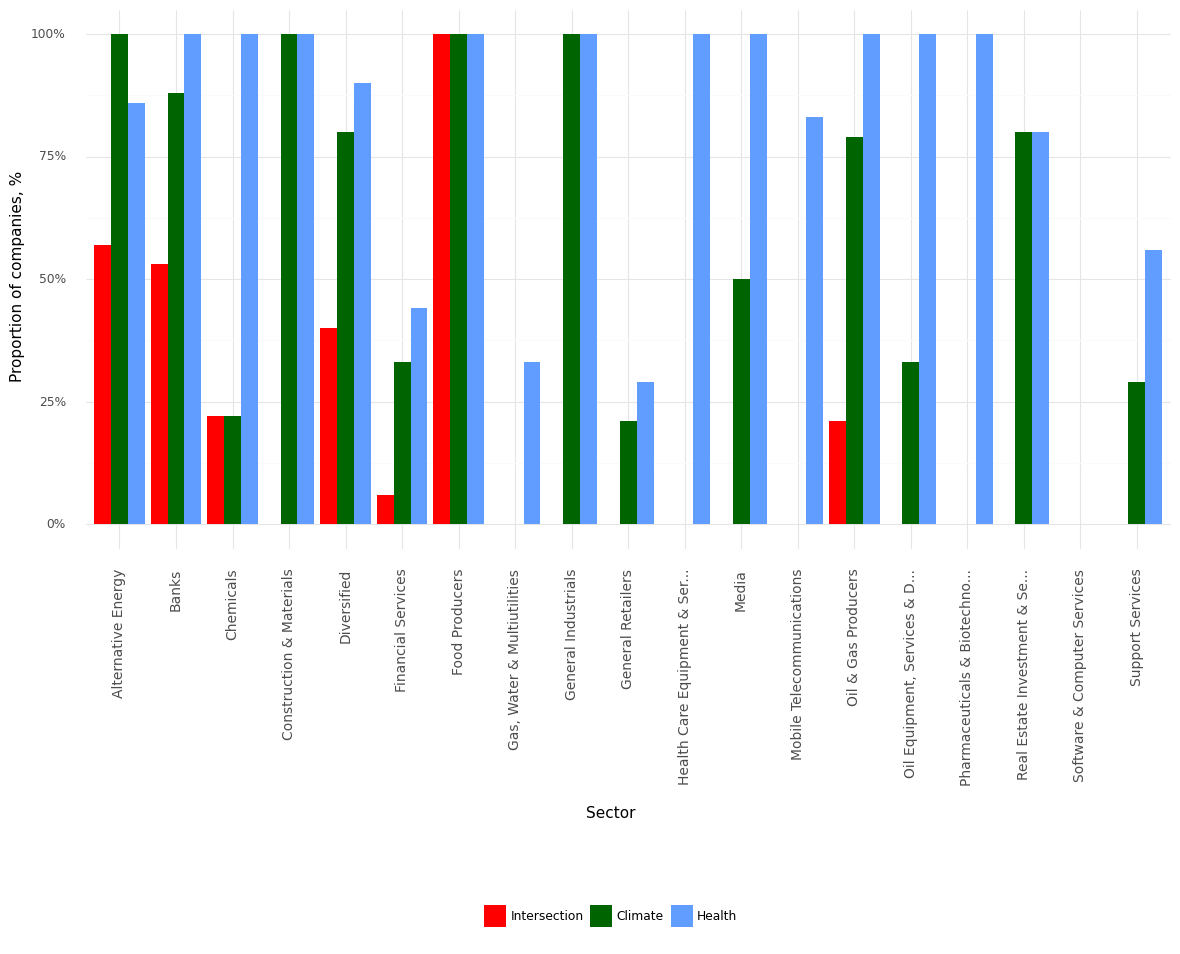 Proportion of companies, %
100%
75%
50%
25%
0%
Alternative Energy
Banks
Chemicals
Construction & Materials
Diversified
Financial Services
Food Producers
Gas, Water & Multiutilities
General Industrials
General Retailers
Health Care Equipment & Ser...
Media
Mobile Telecommunications
Oil & Gas Producers
Oil Equipment, Services & D...
Pharmaceuticals & Biotechno...
Real Estate Investment & Se...
Software & Computer Services
Support Services
Sector
Intersection Climate Health